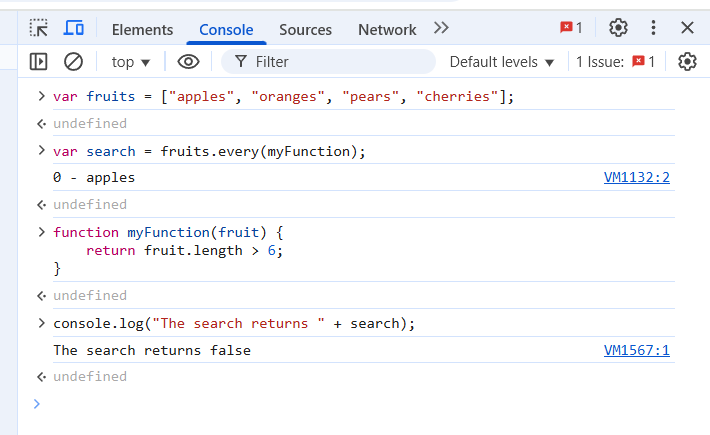 Elements Console Sources Network 1
top Filter Default levels 1 Issue: 1
var fruits = ["apples", "oranges", "pears", "cherries"];
undefined
var search = fruits.every(myFunction);
0 - apples VM1132:2
undefined
function myFunction(fruit) {
    return fruit.length > 6;
}
undefined
console.log("The search returns " + search);
The search returns false VM1567:1
undefined